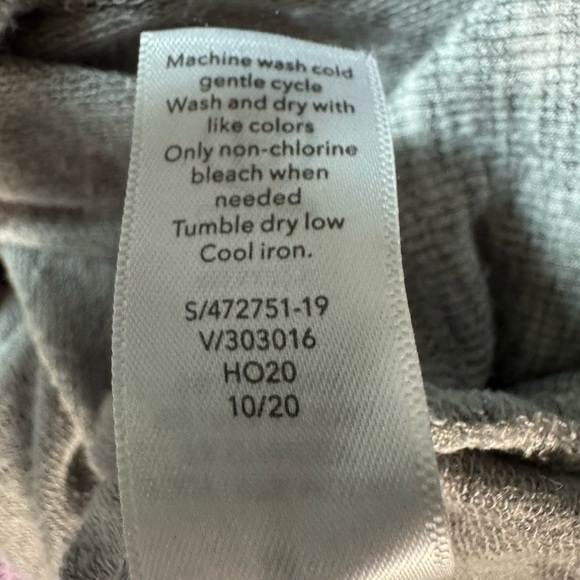 Machine wash cold
gentle cycle
Wash and dry with
like colors
Only non-chlorine
bleach when
needed
Tumble dry low
Cool iron.
S/472751-19
V/303016
HO20
10/20